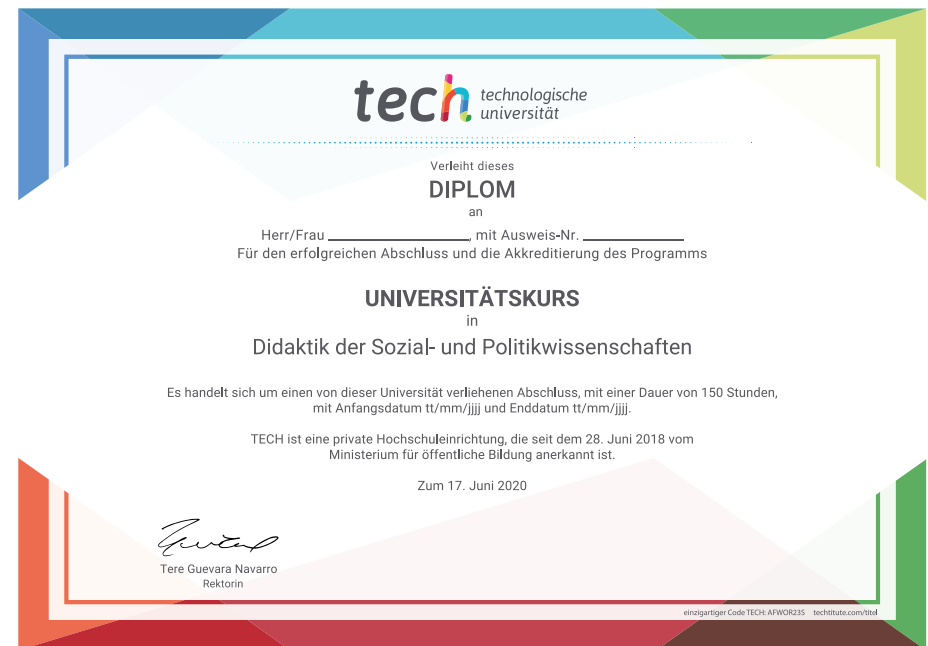 tech technologische
universität
Verleiht dieses
DIPLOM
an
Herr/Frau ____________________, mit Ausweis-Nr. ______________
Für den erfolgreichen Abschluss und die Akkreditierung des Programms
UNIVERSITÄTSKURS
in
Didaktik der Sozial- und Politikwissenschaften
Es handelt sich um einen von dieser Universität verliehenen Abschluss, mit einer Dauer von 150 Stunden,
mit Anfangsdatum tt/mm/jjjj und Enddatum tt/mm/jjjj.
TECH ist eine private Hochschuleinrichtung, die seit dem 28. Juni 2018 vom
Ministerium für öffentliche Bildung anerkannt ist.
Zum 17. Juni 2020
Tere Guevara Navarro
Rektorin
einzigartiger Code TECH: AFWOR23S techtitute.com/titel